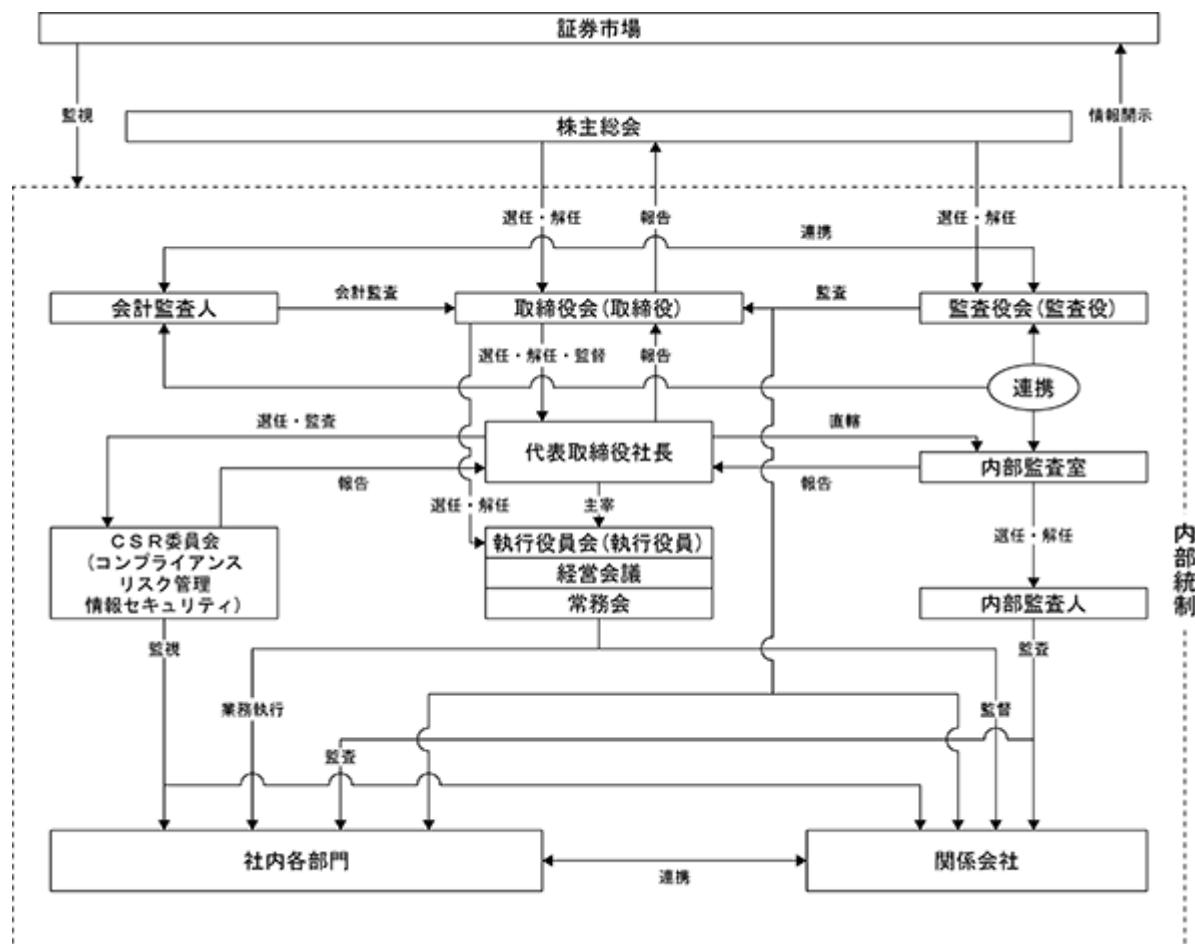 証券市場
監視
情報開示
株主総会
選任・解任
報告
選任・解任
連携
会計監査人
会計監査
取締役会(取締役)
監査
監査役会(監査役)
選任・解任・監督
報告
連携
選任・監査
代表取締役社長
直轄
内部監査室
報告
報告
選任・解任
主宰
CSR委員会
(コンプライアンス
リスク管理
情報セキュリティ)
執行役員会(執行役員)
経営会議
常務会
選任・解任
内部監査人
内部統制
監視
監査
業務執行
監督
監査
社内各部門
連携
関係会社